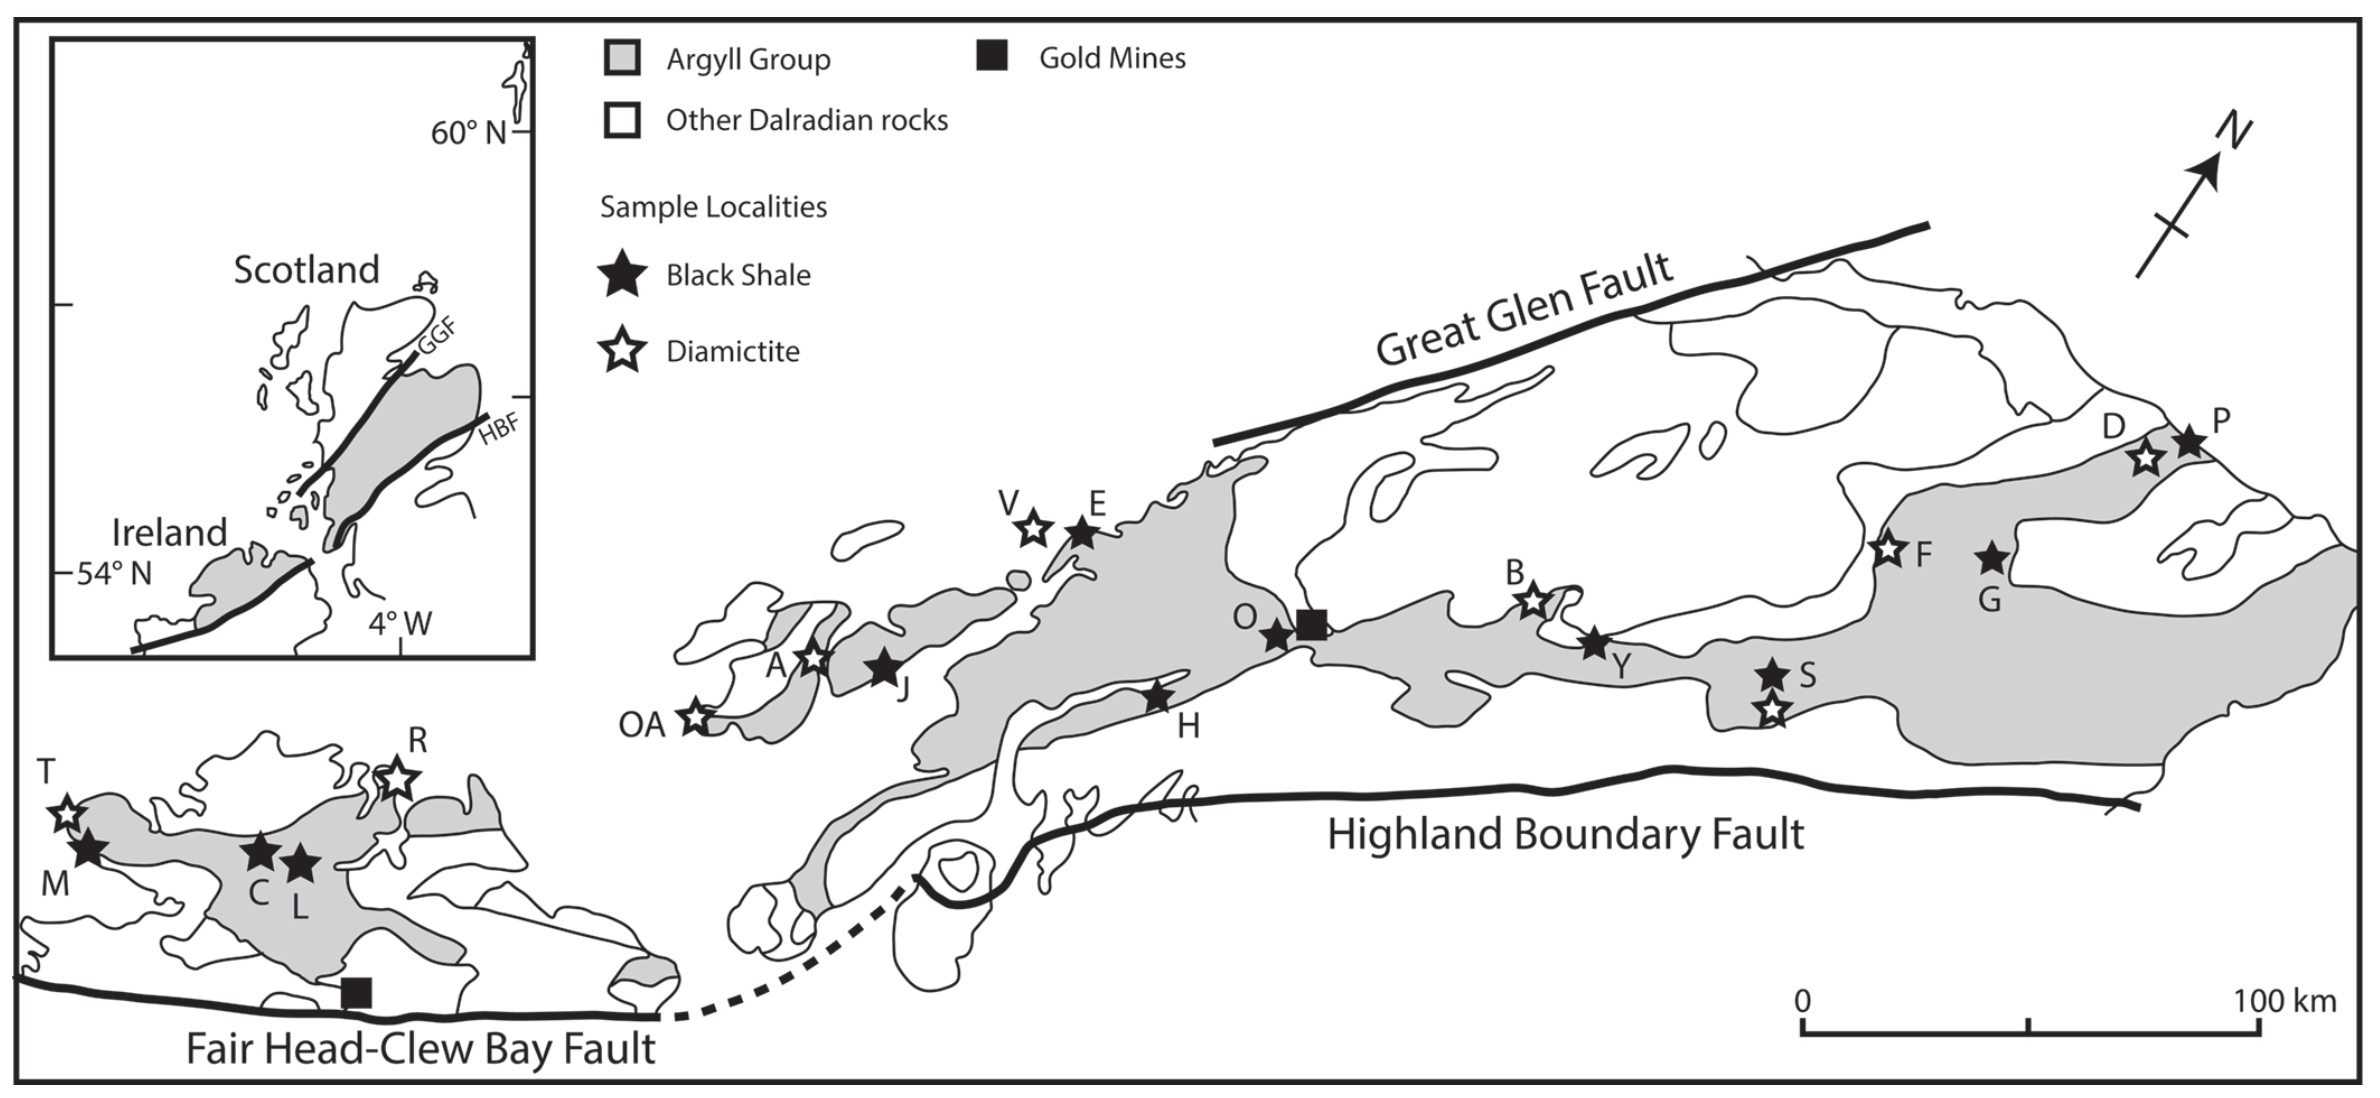 Argyll Group
Gold Mines
Other Dalradian rocks
60° N
Sample Localities
Scotland
Black Shale
GGF
Diamictite
HBF
Ireland
54° N
4° W
N
Great Glen Fault
D
P
V
E
B
F
G
O
A
J
Y
S
OA
H
R
T
M
C
L
Highland Boundary Fault
0
100 km
Fair Head-Clew Bay Fault